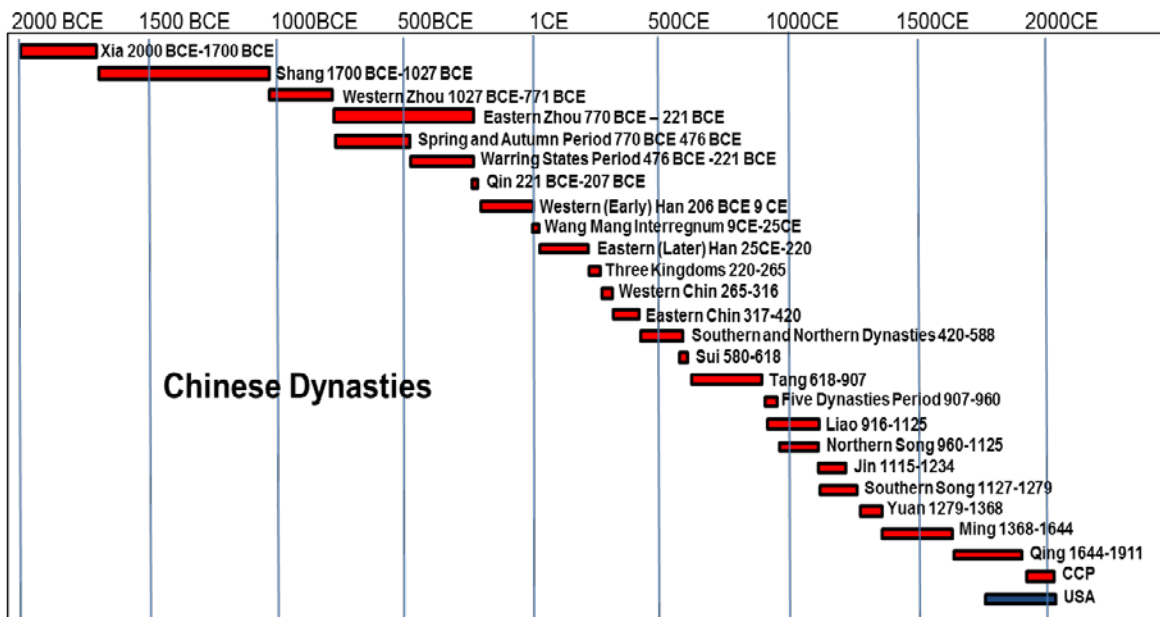 2000 BCE 1500 BCE 1000BCE 500BCE 1CE 500CE 1000CE 1500CE 2000CE
Xia 2000 BCE-1700 BCE
Shang 1700 BCE-1027 BCE
Western Zhou 1027 BCE-771 BCE
Eastern Zhou 770 BCE – 221 BCE
Spring and Autumn Period 770 BCE 476 BCE
Warring States Period 476 BCE -221 BCE
Qin 221 BCE-207 BCE
Western (Early) Han 206 BCE 9 CE
Wang Mang Interregnum 9CE-25CE
Eastern (Later) Han 25CE-220
Three Kingdoms 220-265
Western Chin 265-316
Eastern Chin 317-420
Southern and Northern Dynasties 420-588
Sui 580-618
Chinese Dynasties
Tang 618-907
Five Dynasties Period 907-960
Liao 916-1125
Northern Song 960-1125
Jin 1115-1234
Southern Song 1127-1279
Yuan 1279-1368
Ming 1368-1644
Qing 1644-1911
CCP
USA